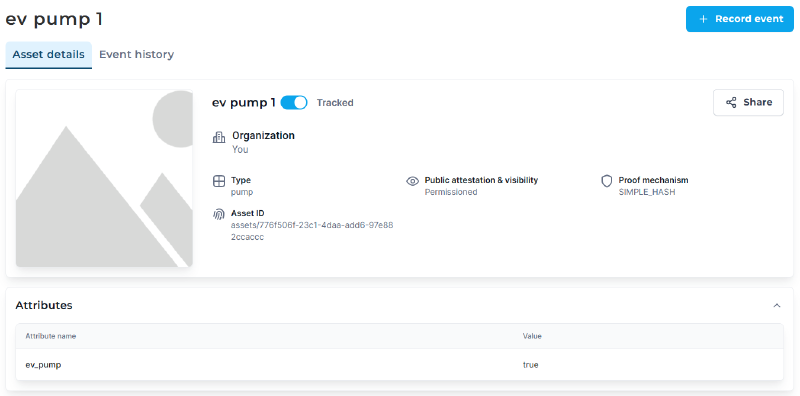 ev pump 1
+ Record event
Asset details
Event history
ev pump 1
Tracked
Share
Organization
You
Type
pump
Public attestation & visibility
Permissioned
Proof mechanism
SIMPLE_HASH
Asset ID
assets/776f506f-23c1-4daa-add6-97e88
2ccaccc
Attributes
Attribute name
Value
ev_pump
true